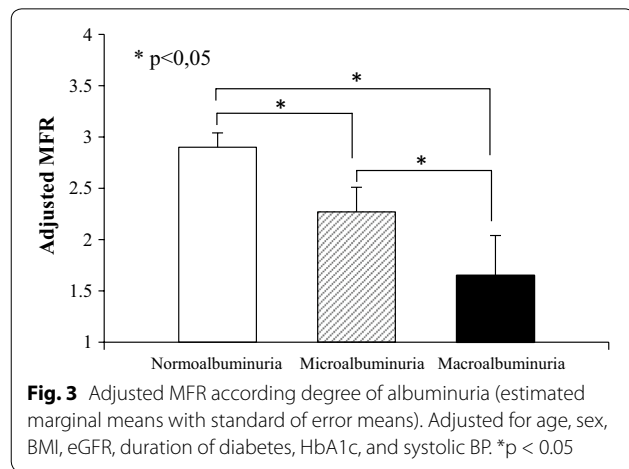 * p<0,05
Adjusted MFR
4
3.5
3
2.5
2
1.5
1
*
*
*
Normoalbuminuria Microalbuminuria Macroalbuminuria
Fig. 3 Adjusted MFR according degree of albuminuria (estimated
marginal means with standard of error means). Adjusted for age, sex,
BMI, eGFR, duration of diabetes, HbA1c, and systolic BP. *p < 0.05